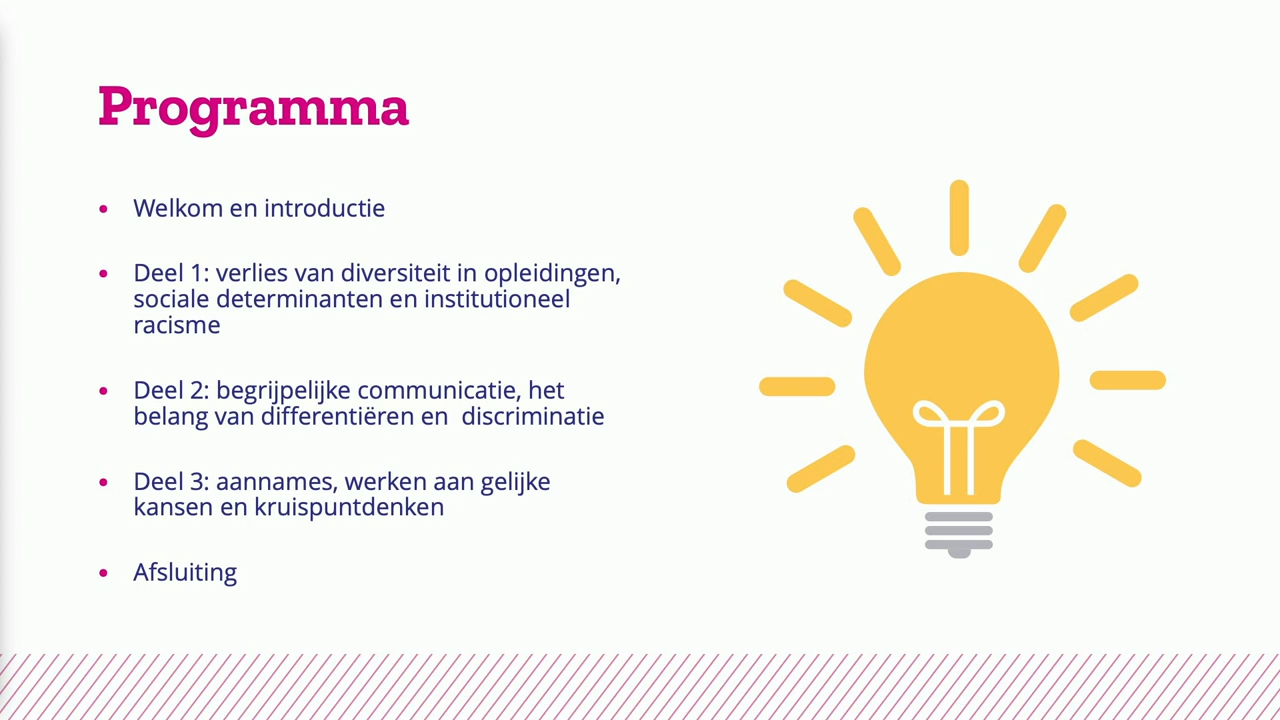 Programma
• Welkom en introductie
• Deel 1: verlies van diversiteit in opleidingen,
sociale determinanten en institutioneel
racisme
• Deel 2: begrijpelijke communicatie, het
belang van differentiëren en  discriminatie
• Deel 3: aannames, werken aan gelijke
kansen en kruispuntdenken
• Afsluiting